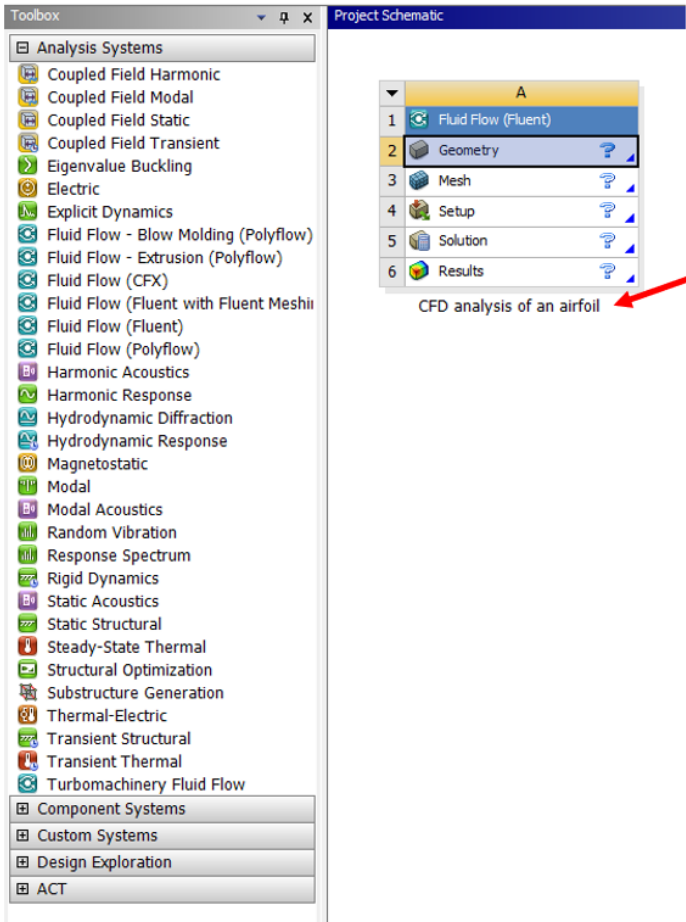 Toolbox
Analysis Systems
Coupled Field Harmonic
Coupled Field Modal
Coupled Field Static
Coupled Field Transient
Eigenvalue Buckling
Electric
Explicit Dynamics
Fluid Flow - Blow Molding (Polyflow)
Fluid Flow - Extrusion (Polyflow)
Fluid Flow (CFX)
Fluid Flow (Fluent with Fluent Meshi
Fluid Flow (Fluent)
Fluid Flow (Polyflow)
Harmonic Acoustics
Harmonic Response
Hydrodynamic Diffraction
Hydrodynamic Response
Magnetostatic
Modal
Modal Acoustics
Random Vibration
Response Spectrum
Rigid Dynamics
Static Acoustics
Static Structural
Steady-State Thermal
Structural Optimization
Substructure Generation
Thermal-Electric
Transient Structural
Transient Thermal
Turbomachinery Fluid Flow
Component Systems
Custom Systems
Design Exploration
ACT
Project Schematic
A
1 Fluid Flow (Fluent)
2 Geometry ?
3 Mesh ?
4 Setup ?
5 Solution ?
6 Results ?
CFD analysis of an airfoil